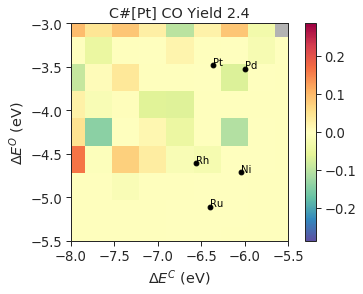 C#[Pt] CO Yield 2.4
−3.0
−3.5
−4.0
−4.5
−5.0
−5.5
ΔE^O (eV)
Pt
Pd
Rh
Ni
Ru
−8.0 −7.5 −7.0 −6.5 −6.0 −5.5
ΔE^C (eV)
0.2
0.1
0.0
−0.1
−0.2